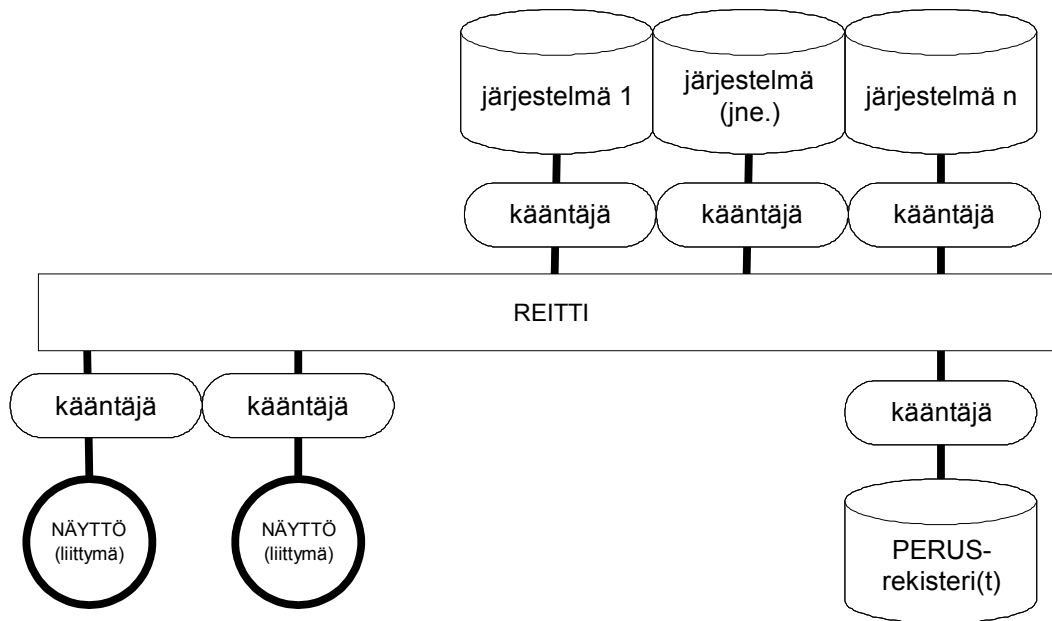 järjestelmä 1
järjestelmä
(jne.)
järjestelmä n
kääntäjä
kääntäjä
kääntäjä
REITTI
kääntäjä
kääntäjä
kääntäjä
NÄYTTÖ
(liittymä)
NÄYTTÖ
(liittymä)
PERUS-
rekisteri(t)